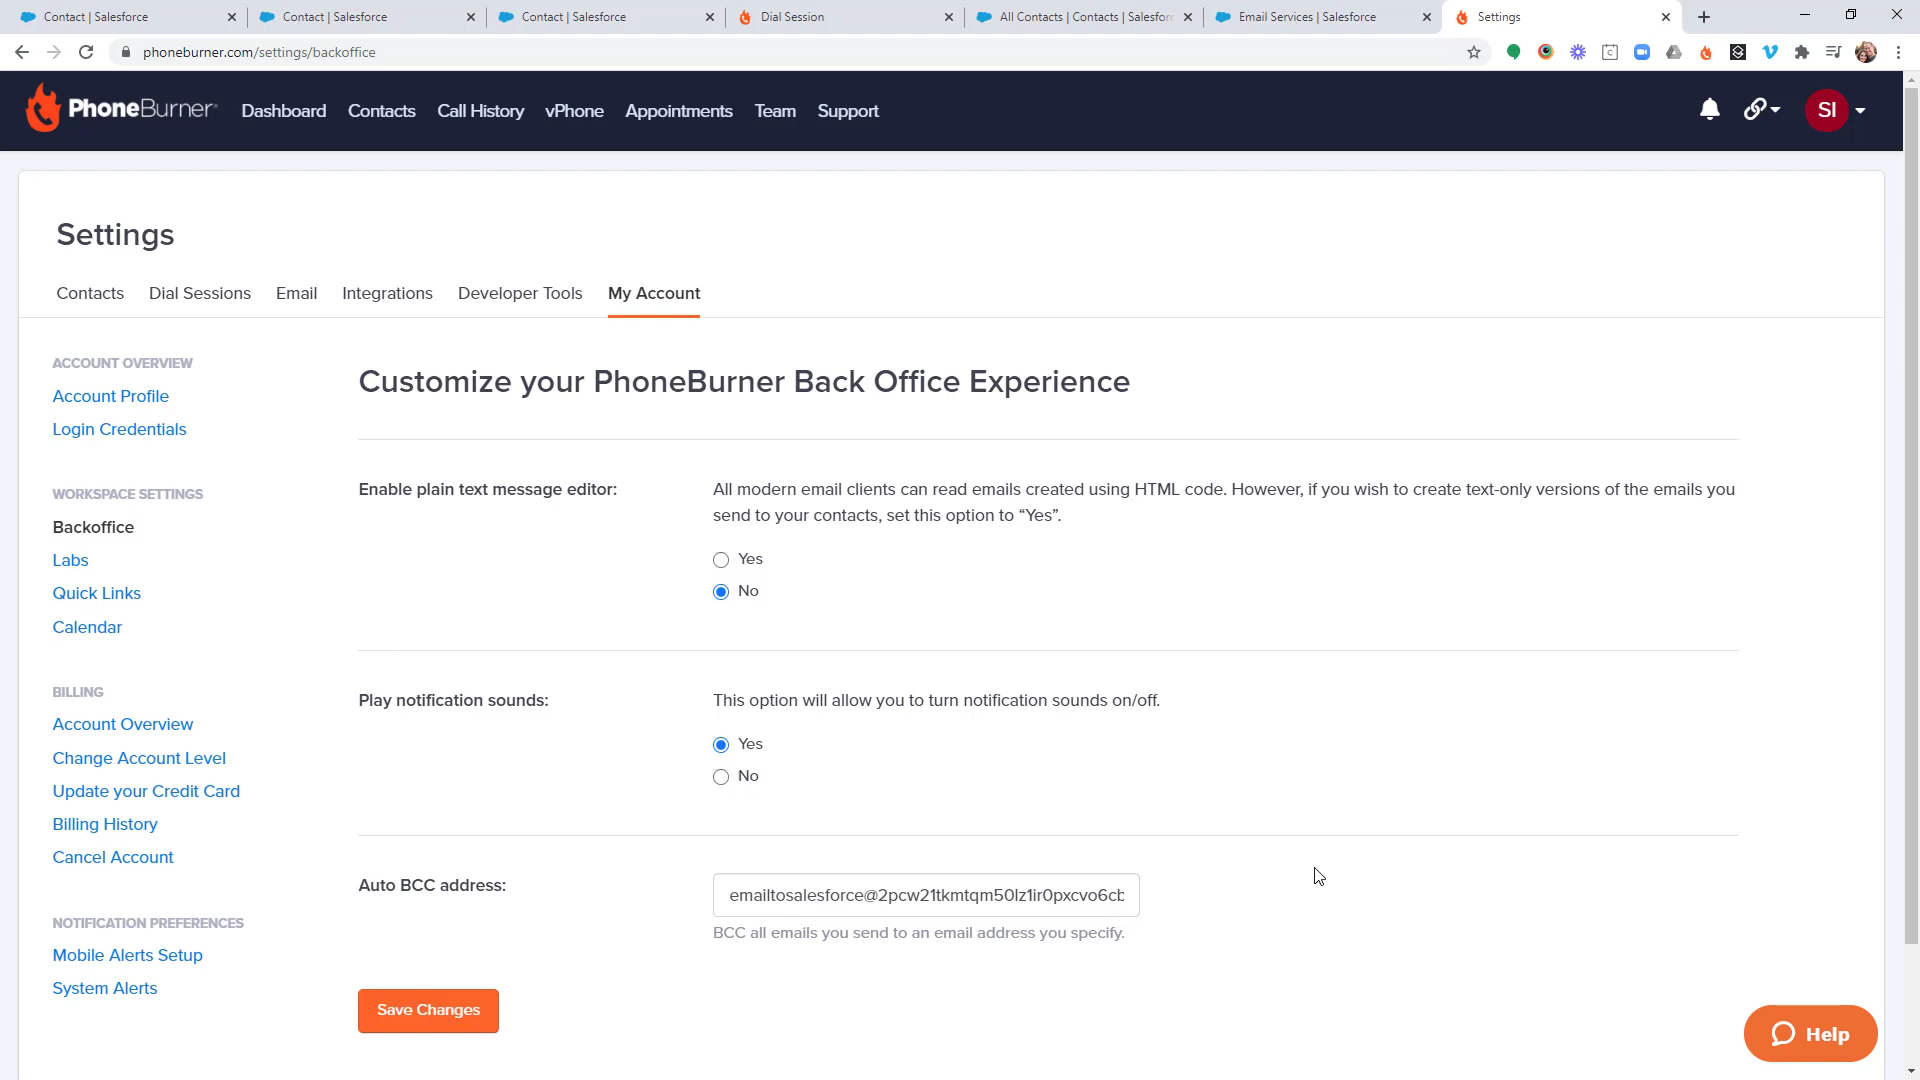 Contact | Salesforce
Contact | Salesforce
Contact | Salesforce
Dial Session
All Contacts | Contacts | Salesforc
Email Services | Salesforce
Settings
phoneburner.com/settings/backoffice
PhoneBurner
Dashboard
Contacts
Call History
vPhone
Appointments
Team
Support
SI
Settings
Contacts
Dial Sessions
Email
Integrations
Developer Tools
My Account
ACCOUNT OVERVIEW
Account Profile
Login Credentials
WORKSPACE SETTINGS
Backoffice
Labs
Quick Links
Calendar
BILLING
Account Overview
Change Account Level
Update your Credit Card
Billing History
Cancel Account
NOTIFICATION PREFERENCES
Mobile Alerts Setup
System Alerts
Customize your PhoneBurner Back Office Experience
Enable plain text message editor:
All modern email clients can read emails created using HTML code. However, if you wish to create text-only versions of the emails you
send to your contacts, set this option to “Yes”.
Yes
No
Play notification sounds:
This option will allow you to turn notification sounds on/off.
Yes
No
Auto BCC address:
emailtosalesforce@2pcw21tkmtqm50lz1ir0pxcvo6cb
BCC all emails you send to an email address you specify.
Save Changes
Help